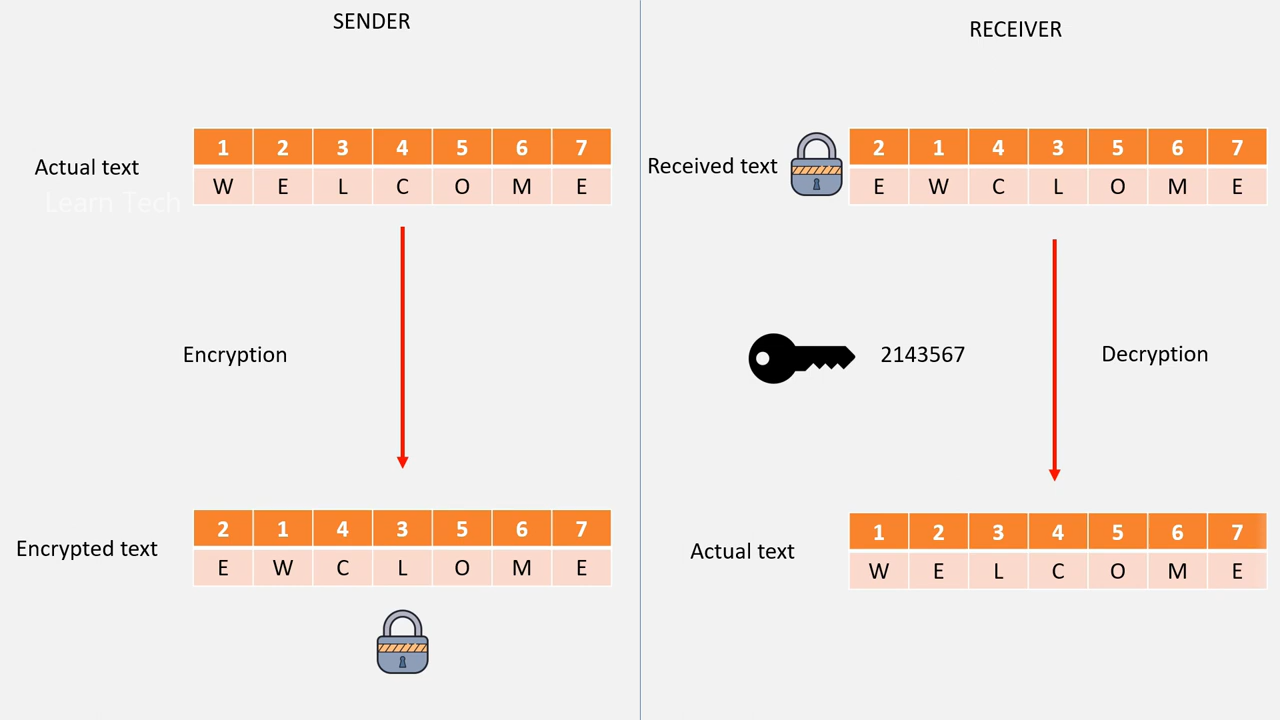 SENDER
Actual text
1 2 3 4 5 6 7
W E L C O M E
Learn Tech
Encryption
Encrypted text
2 1 4 3 5 6 7
E W C L O M E
RECEIVER
Received text
2 1 4 3 5 6 7
E W C L O M E
2143567
Decryption
Actual text
1 2 3 4 5 6 7
W E L C O M E